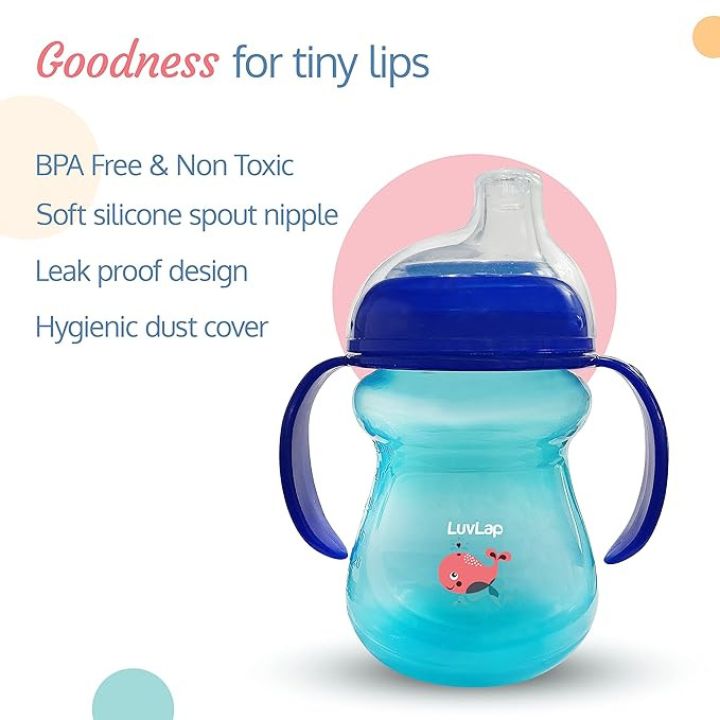 Goodness for tiny lips
BPA Free & Non Toxic
Soft silicone spout nipple
Leak proof design
Hygienic dust cover
LuvLap